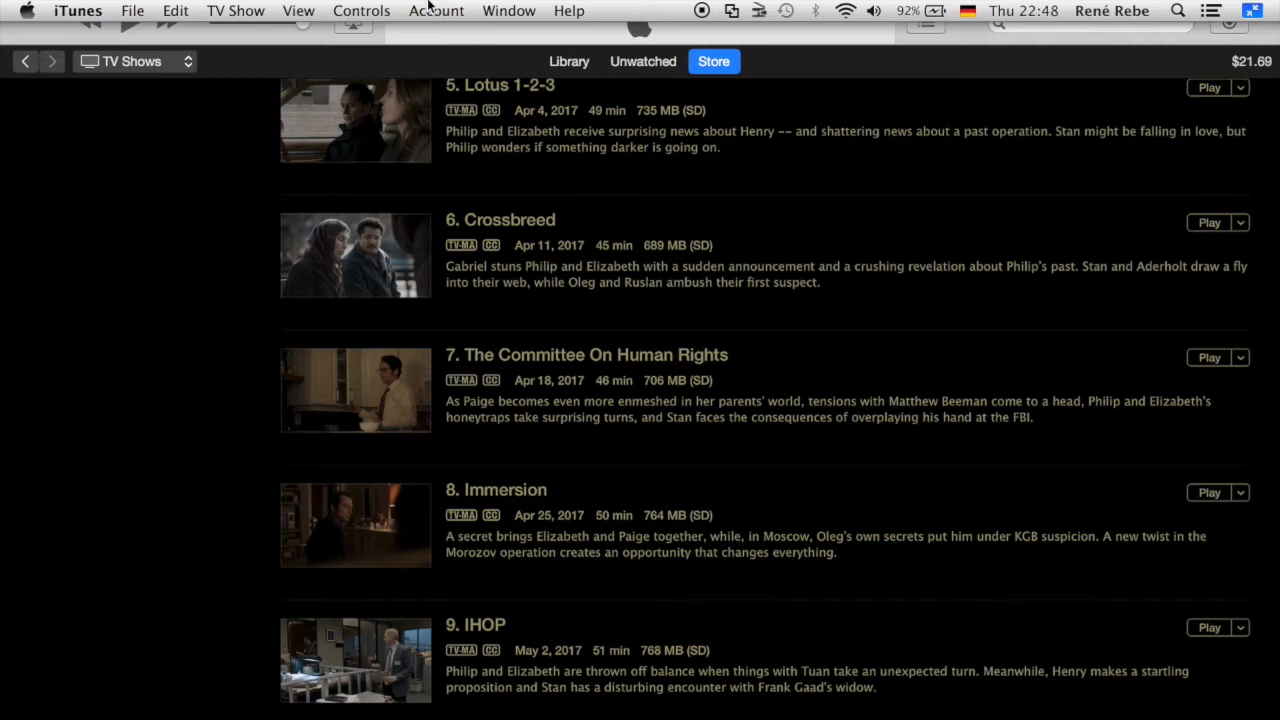 iTunes File Edit TV Show View Controls Account Window Help 92% Thu 22:48 René Rebe
TV Shows Library Unwatched Store $21.69
5. Lotus 1-2-3 Play
TV-MA CC Apr 4, 2017 49 min 735 MB (SD)
Philip and Elizabeth receive surprising news about Henry -- and shattering news about a past operation. Stan might be falling in love, but
Philip wonders if something darker is going on.
6. Crossbreed Play
TV-MA CC Apr 11, 2017 45 min 689 MB (SD)
Gabriel stuns Philip and Elizabeth with a sudden announcement and a crushing revelation about Philip's past. Stan and Aderholt draw a fly
into their web, while Oleg and Ruslan ambush their first suspect.
7. The Committee On Human Rights Play
TV-MA CC Apr 18, 2017 46 min 706 MB (SD)
As Paige becomes even more enmeshed in her parents' world, tensions with Matthew Beeman come to a head, Philip and Elizabeth's
honeytraps take surprising turns, and Stan faces the consequences of overplaying his hand at the FBI.
8. Immersion Play
TV-MA CC Apr 25, 2017 50 min 764 MB (SD)
A secret brings Elizabeth and Paige together, while, in Moscow, Oleg's own secrets put him under KGB suspicion. A new twist in the
Morozov operation creates an opportunity that changes everything.
9. IHOP Play
TV-MA CC May 2, 2017 51 min 768 MB (SD)
Philip and Elizabeth are thrown off balance when things with Tuan take an unexpected turn. Meanwhile, Henry makes a startling
proposition and Stan has a disturbing encounter with Frank Gaad's widow.